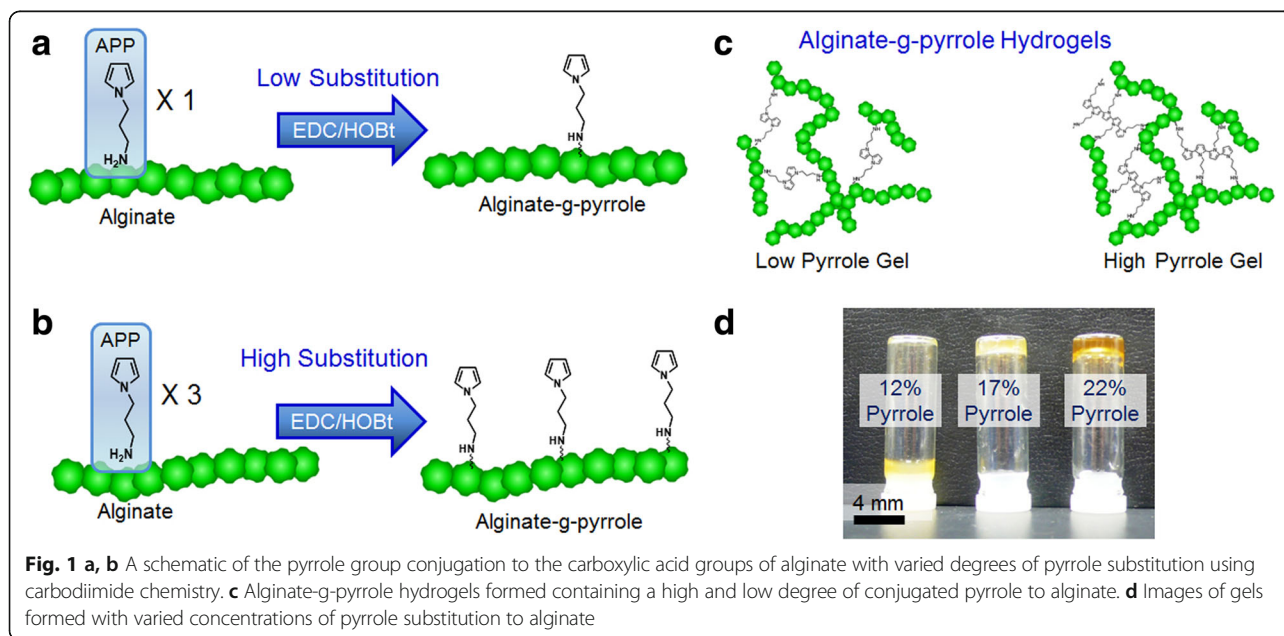 a
APP
N
H₂N
X 1
Alginate
Low Substitution
EDC/HOBt
N
HN
Alginate-g-pyrrole
b
APP
N
H₂N
X 3
Alginate
High Substitution
EDC/HOBt
N
N
N
HN
HN
HN
Alginate-g-pyrrole
c
Alginate-g-pyrrole Hydrogels
Low Pyrrole Gel
High Pyrrole Gel
d
12%
Pyrrole
17%
Pyrrole
22%
Pyrrole
4 mm
Fig. 1 a, b A schematic of the pyrrole group conjugation to the carboxylic acid groups of alginate with varied degrees of pyrrole substitution using
carbodiimide chemistry. c Alginate-g-pyrrole hydrogels formed containing a high and low degree of conjugated pyrrole to alginate. d Images of gels
formed with varied concentrations of pyrrole substitution to alginate